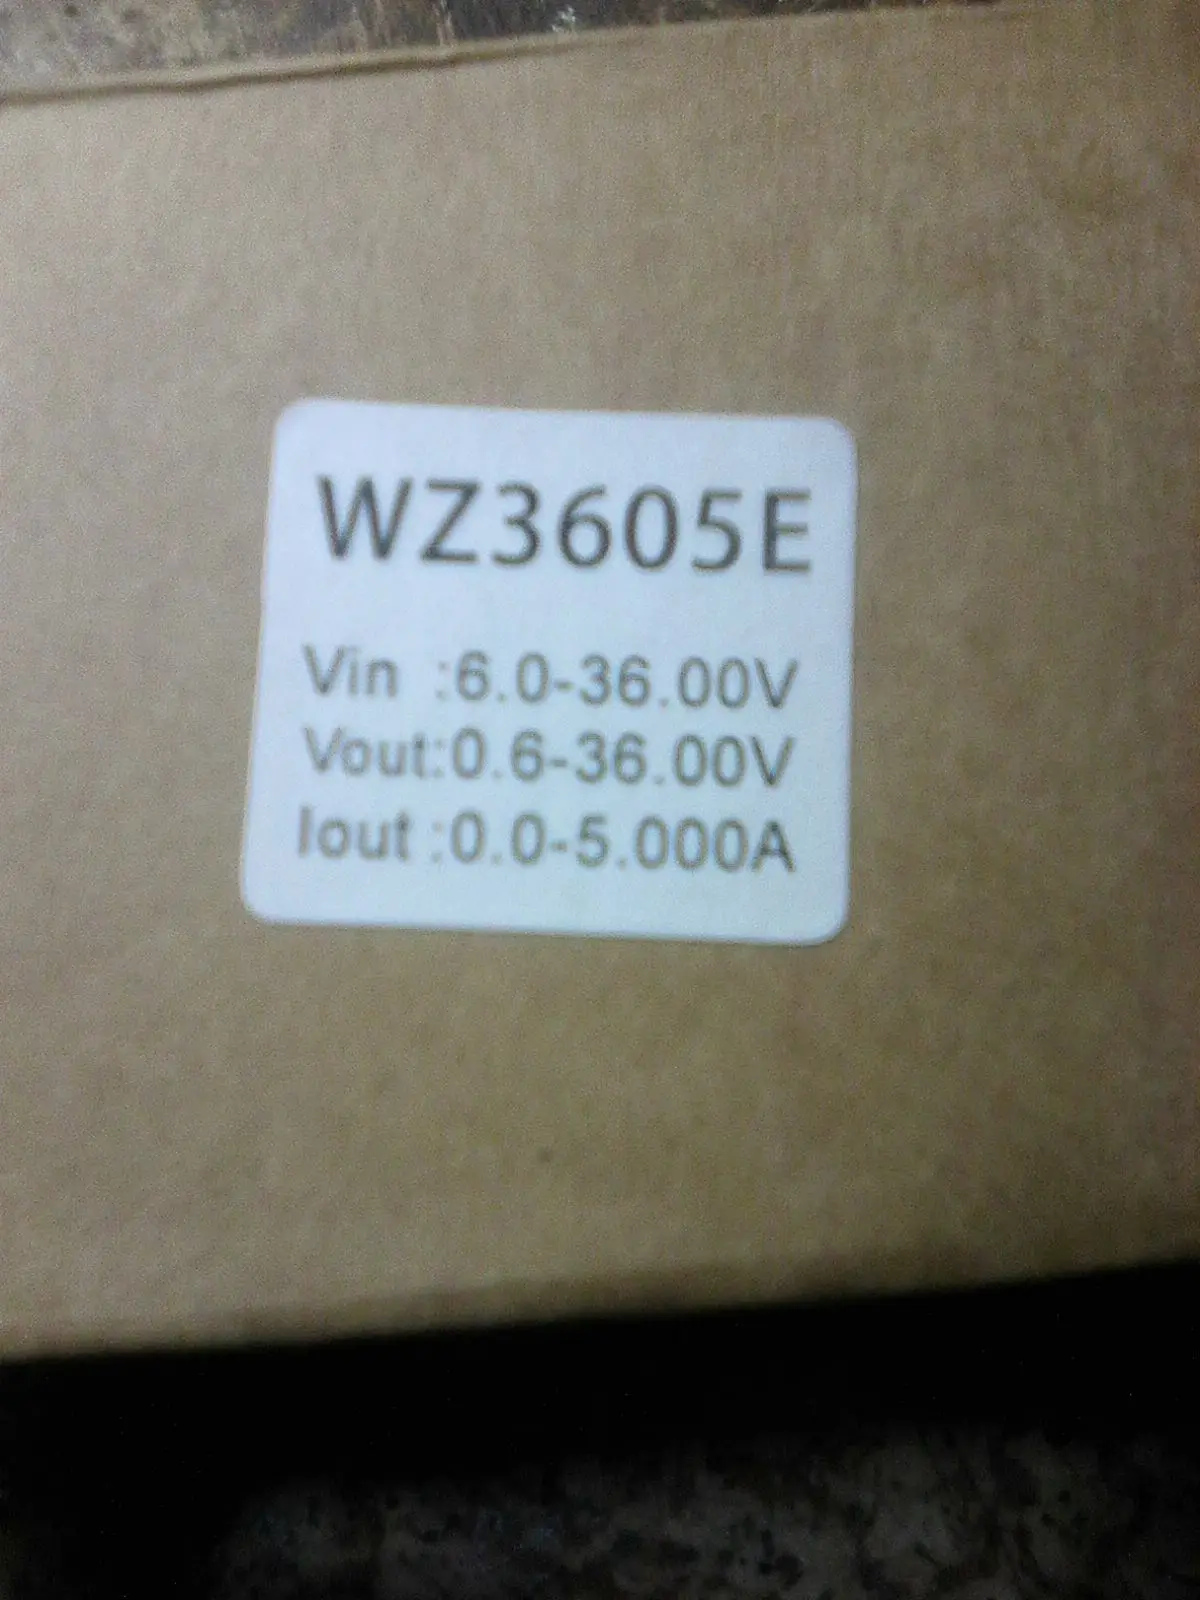 WZ3605E
Vin :6.0-36.00V
Vout:0.6-36.00V
Iout :0.0-5.000A